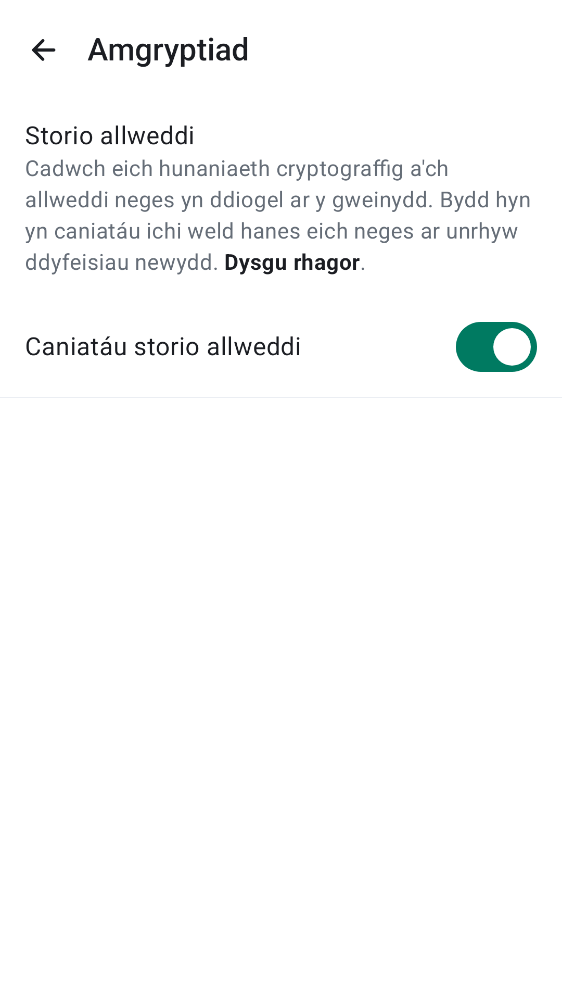 Amgryptiad
Storio allweddi
Cadwch eich hunaniaeth cryptograffig a'ch
allweddi neges yn ddiogel ar y gweinydd. Bydd hyn
yn caniatáu ichi weld hanes eich neges ar unrhyw
ddyfeisiau newydd. Dysgu rhagor.
Caniatáu storio allweddi